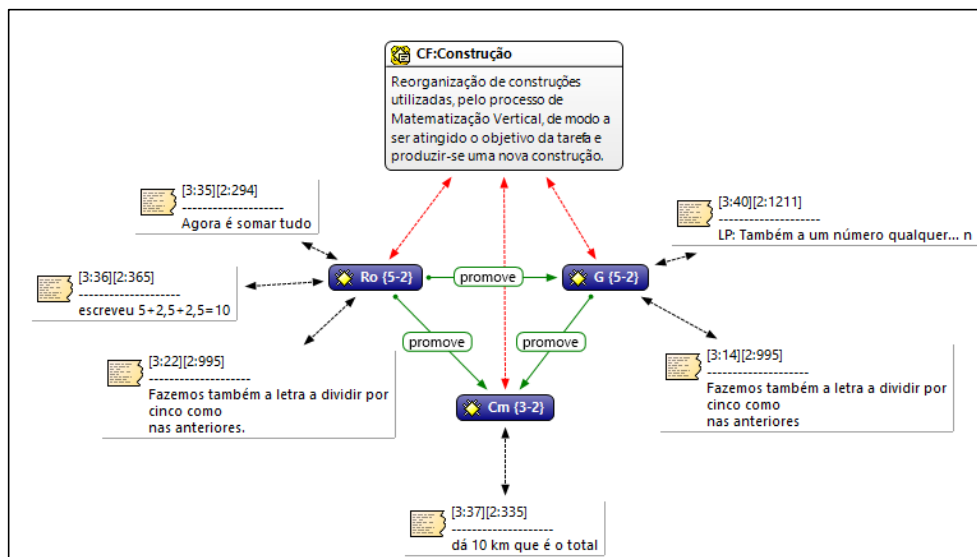 CF:Construção
Reorganização de construções
utilizadas, pelo processo de
Matematização Vertical, de modo a
ser atingido o objetivo da tarefa e
produzir-se uma nova construção.
[3:35][2:294]
--------------------
Agora é somar tudo
[3:40][2:1211]
--------------------
LP: Também a um número qualquer... n
[3:36][2:365]
--------------------
escreveu 5+2,5+2,5=10
Ro {5-2}
promove
G {5-2}
promove
promove
[3:22][2:995]
--------------------
Fazemos também a letra a dividir por
cinco como
nas anteriores.
[3:14][2:995]
--------------------
Fazemos também a letra a dividir por
cinco como
nas anteriores
Cm {3-2}
[3:37][2:335]
--------------------
dá 10 km que é o total